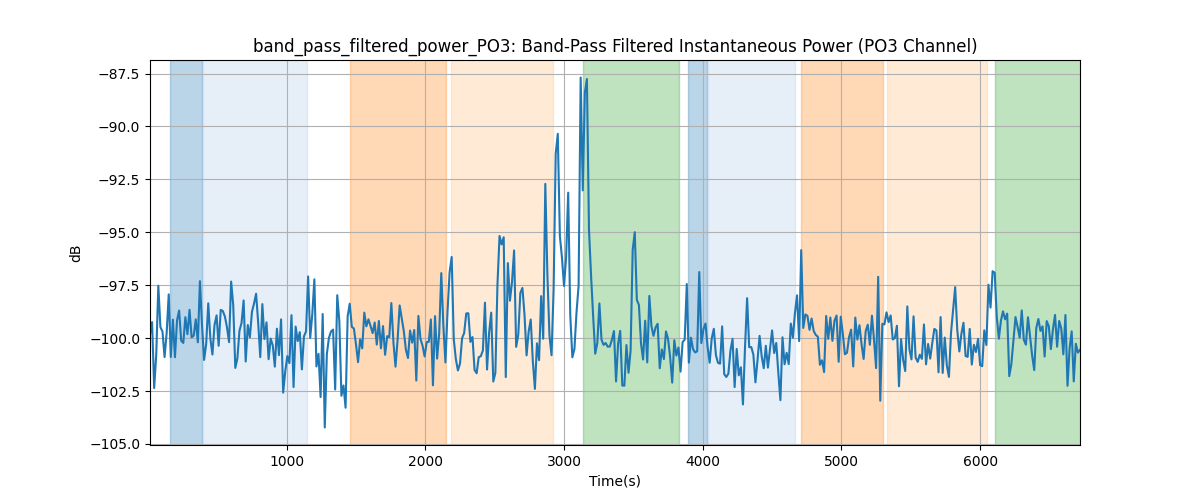 band_pass_filtered_power_PO3: Band-Pass Filtered Instantaneous Power (PO3 Channel)
−87.5
−90.0
−92.5
−95.0
−97.5
−100.0
−102.5
−105.0
dB
1000 2000 3000 4000 5000 6000
Time(s)